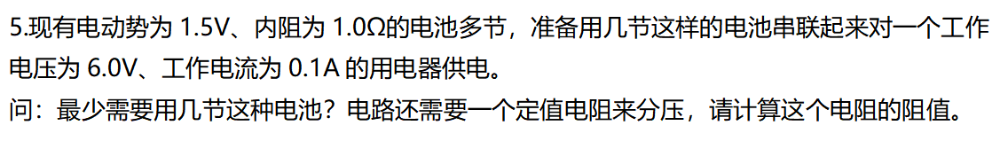 5.现有电动势为 1.5V、内阻为 1.0Ω的电池多节，准备用几节这样的电池串联起来对一个工作
电压为 6.0V、工作电流为 0.1A 的用电器供电。
问：最少需要用几节这种电池？电路还需要一个定值电阻来分压，请计算这个电阻的阻值。